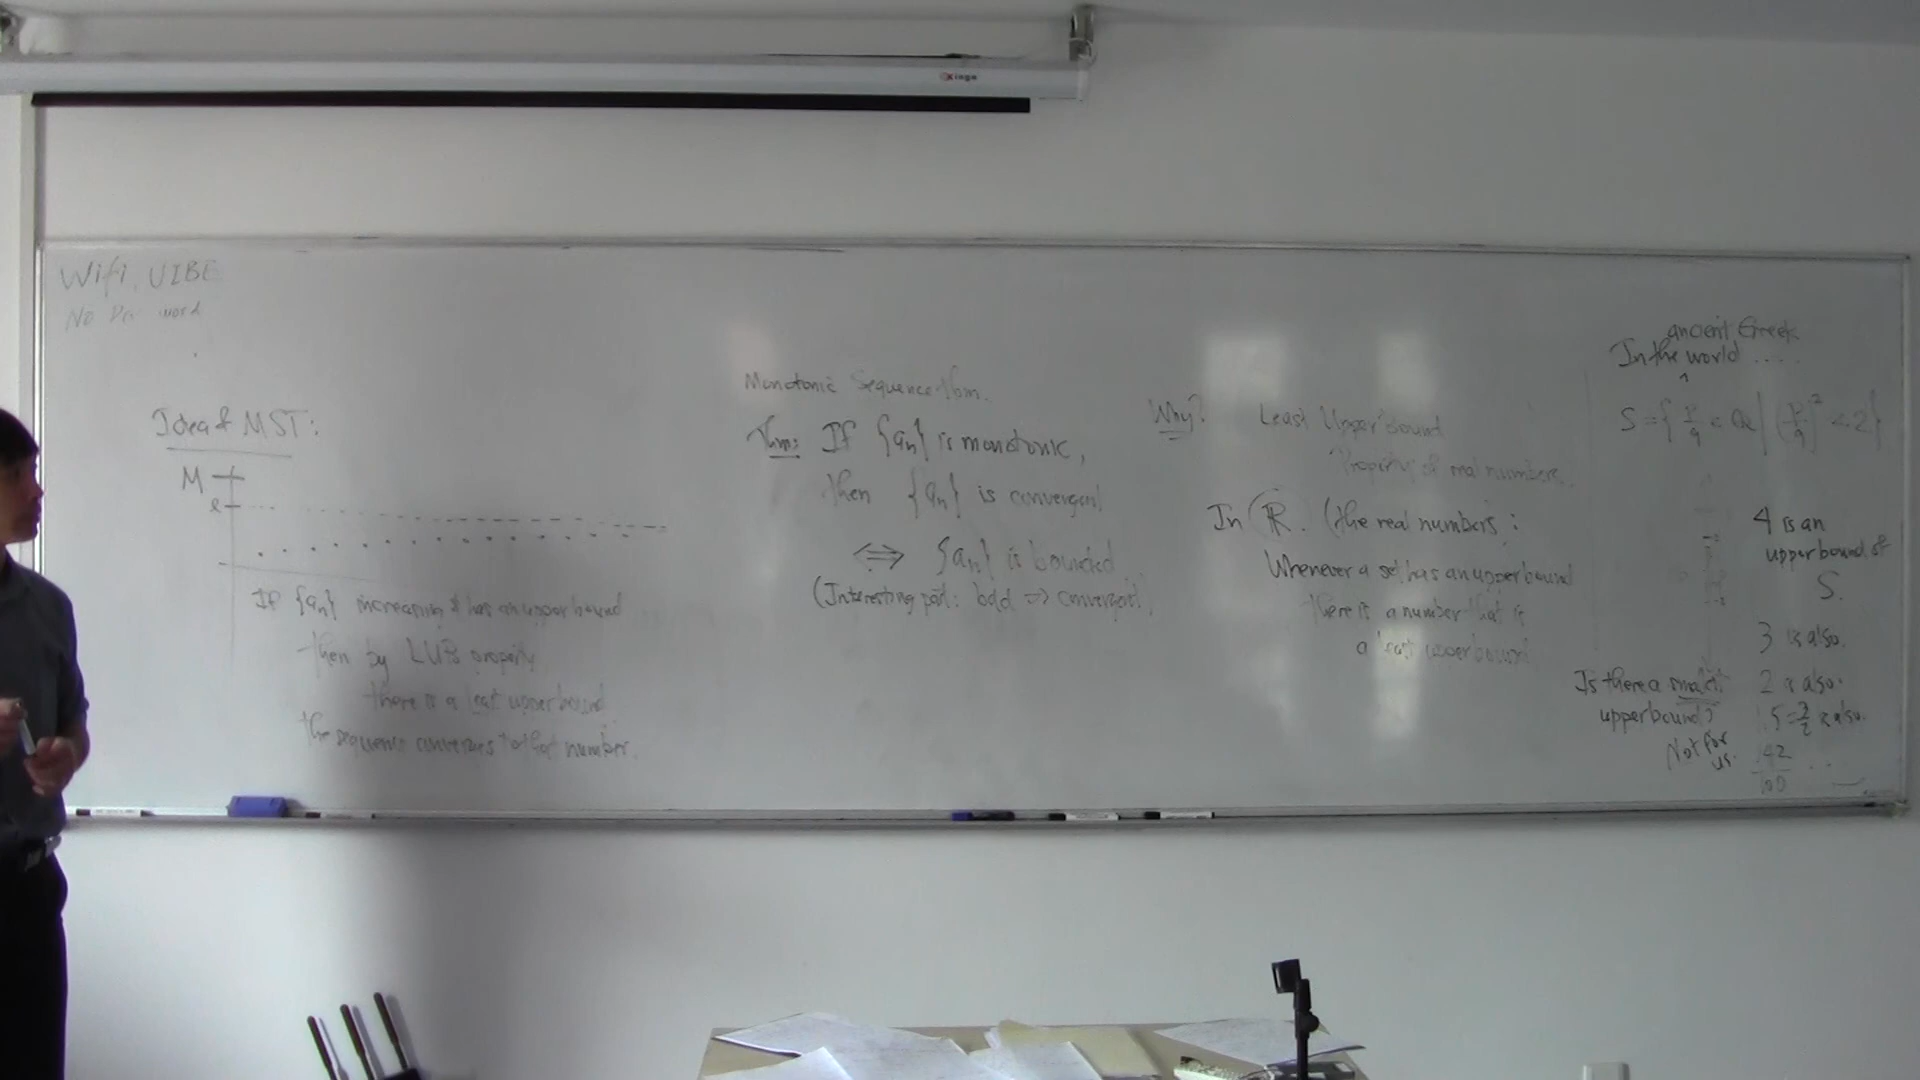 xinga
Wifi. UIBE
No
Idea of MST:
M
l
If {aₙ} increasing & has an upper bound
then by LUB property
there is a least upper bound
the sequence converges to that number.
Monotonic Sequence thm.
Thm: If {aₙ} is monotonic,
then {aₙ} is convergent
⟺ {aₙ} is bounded
(Interesting part: bdd ⇒ convergent)
Why? Least Upper Bound
Property of real numbers.
In ℝ. (the real numbers:
Whenever a set has an upper bound
there is a number that is
a least upper bound
ancient Greek
In the world ....
S = { p/q ∈ ℚ | (p/q)² < 2 }
4 is an
upper bound of
S.
3 is also.
2 is also.
1.5 = 3/2 is also.
142/100 ...
Is there a
upper bound?
Not for
us.